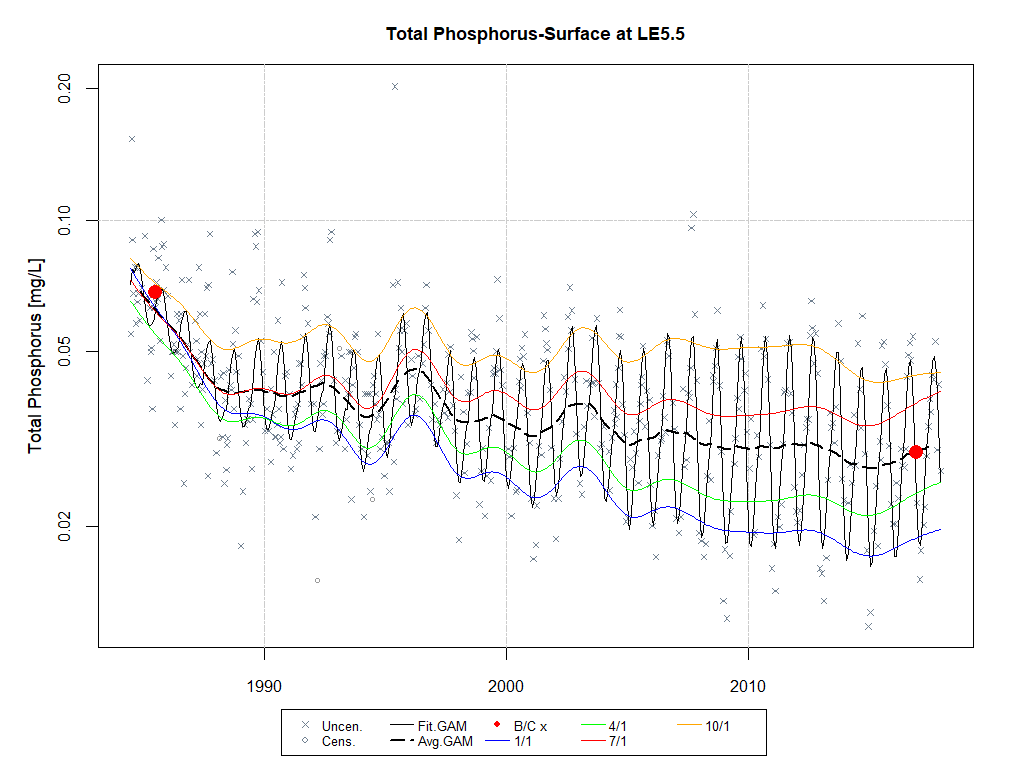 Total Phosphorus-Surface at LE5.5
Total Phosphorus [mg/L]
0.20
0.10
0.05
0.02
1990 2000 2010
Uncen. Fit.GAM B/C x 4/1 10/1
Cens. Avg.GAM 1/1 7/1